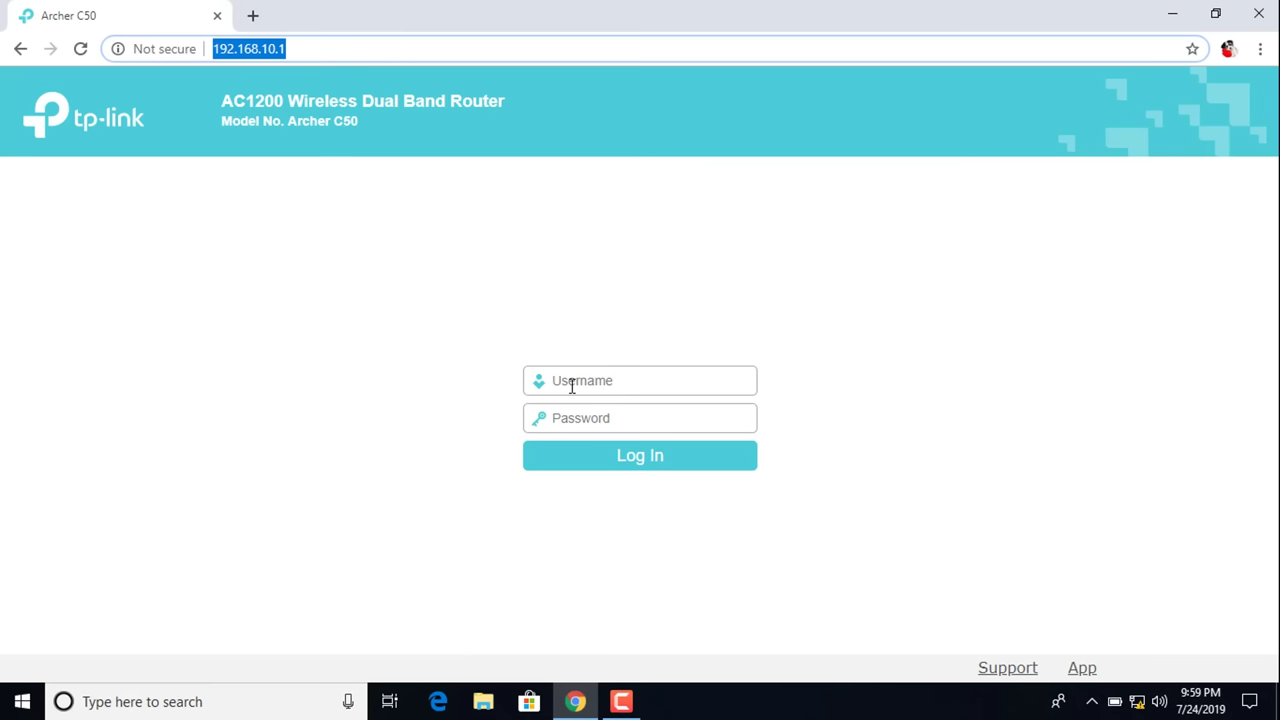 Archer C50
Not secure
192.168.10.1
tp-link
AC1200 Wireless Dual Band Router
Model No. Archer C50
Username
Password
Log In
Support
App
Type here to search
9:59 PM
7/24/2019